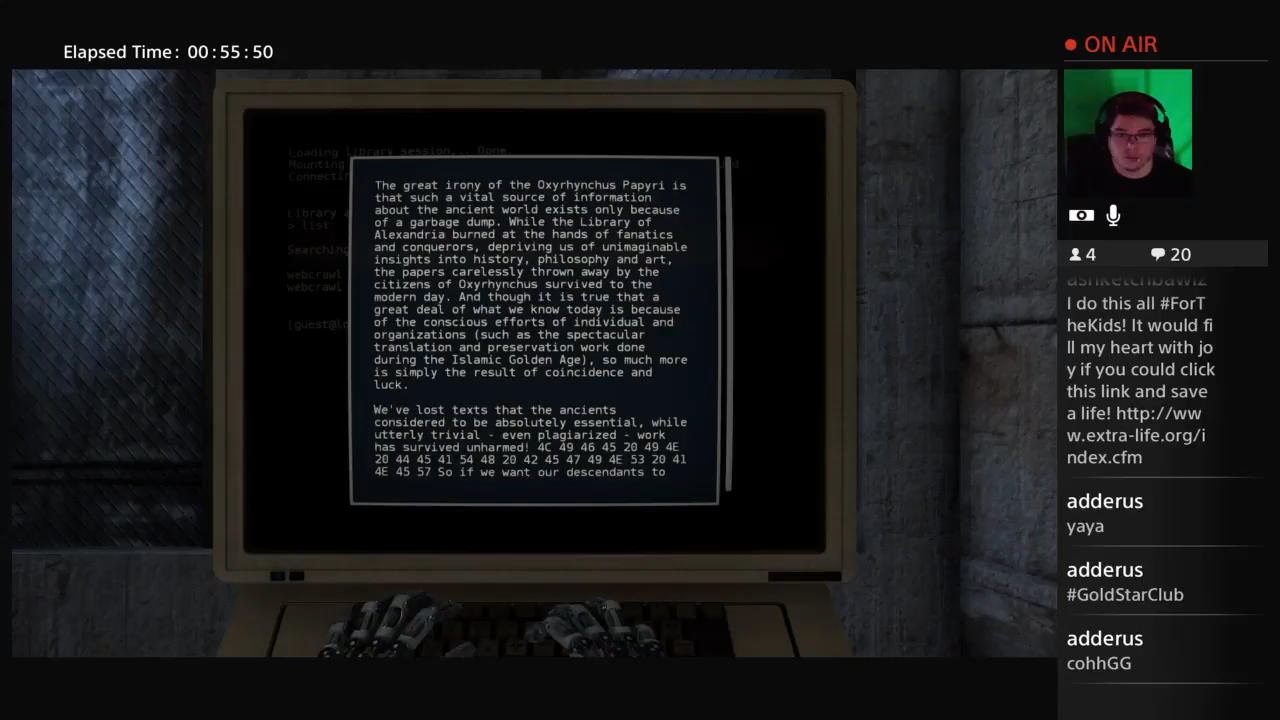 Elapsed Time: 00:55:50
ON AIR
Loading library session... Done.
Mounting
Connectin
Library a
> list
Searching
webcrawl
webcrawl
[guest@lo
The great irony of the Oxyrhynchus Papyri is
that such a vital source of information
about the ancient world exists only because
of a garbage dump. While the Library of
Alexandria burned at the hands of fanatics
and conquerors, depriving us of unimaginable
insights into history, philosophy and art,
the papers carelessly thrown away by the
citizens of Oxyrhynchus survived to the
modern day. And though it is true that a
great deal of what we know today is because
of the conscious efforts of individual and
organizations (such as the spectacular
translation and preservation work done
during the Islamic Golden Age), so much more
is simply the result of coincidence and
luck.
We've lost texts that the ancients
considered to be absolutely essential, while
utterly trivial - even plagiarized - work
has survived unharmed! 4C 49 46 45 20 49 4E
20 44 45 41 54 48 20 42 45 47 49 4E 53 20 41
4E 45 57 So if we want our descendants to
4
20
ashketchbawlz
I do this all #ForT
heKids! It would fi
ll my heart with jo
y if you could click
this link and save
a life! http://ww
w.extra-life.org/i
ndex.cfm
adderus
yaya
adderus
#GoldStarClub
adderus
cohhGG